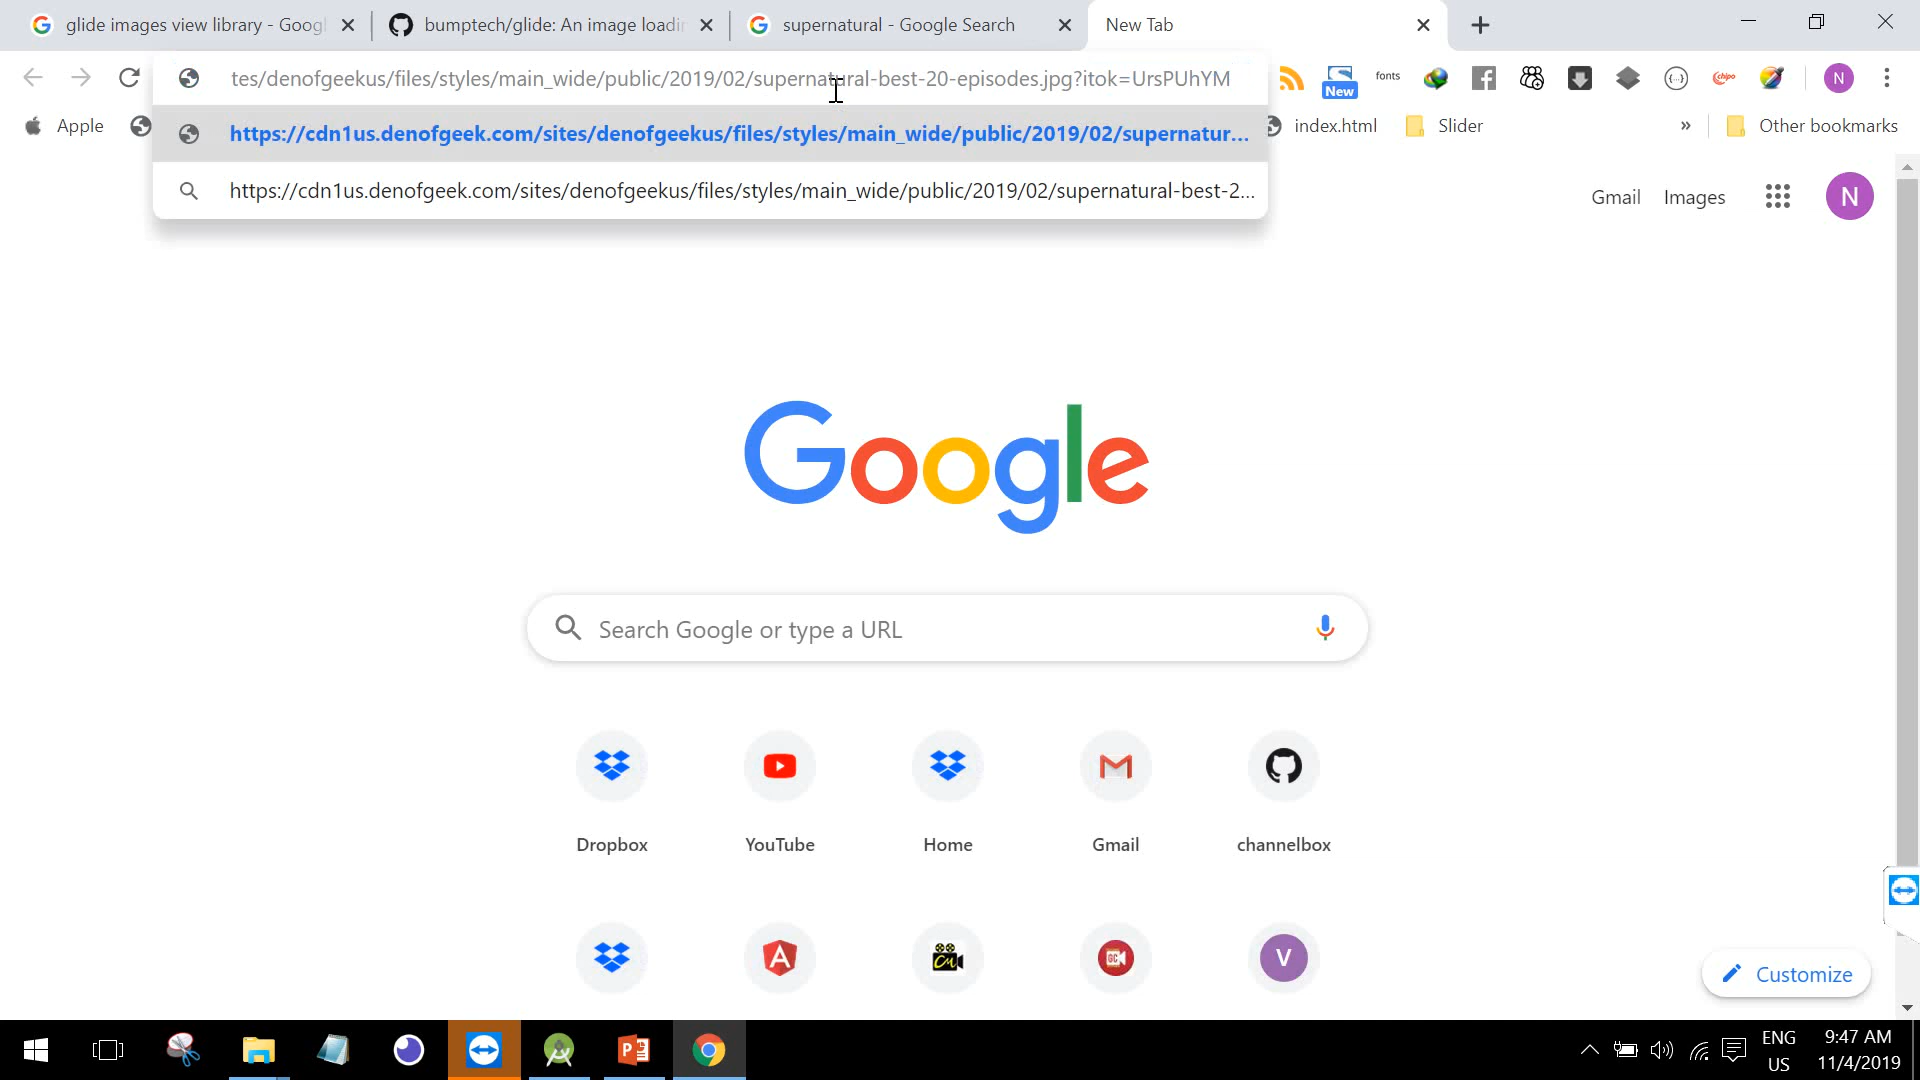 glide images view library - Googl
bumptech/glide: An image loadi
supernatural - Google Search
New Tab
tes/denofgeekus/files/styles/main_wide/public/2019/02/supernatural-best-20-episodes.jpg?itok=UrsPUhYM
New
fonts
chipo
N
Apple
https://cdn1us.denofgeek.com/sites/denofgeekus/files/styles/main_wide/public/2019/02/supernatur...
index.html
Slider
»
Other bookmarks
https://cdn1us.denofgeek.com/sites/denofgeekus/files/styles/main_wide/public/2019/02/supernatural-best-2...
Gmail
Images
N
Google
Search Google or type a URL
Dropbox
YouTube
Home
Gmail
channelbox
GC
V
Customize
ENG
US
9:47 AM
11/4/2019